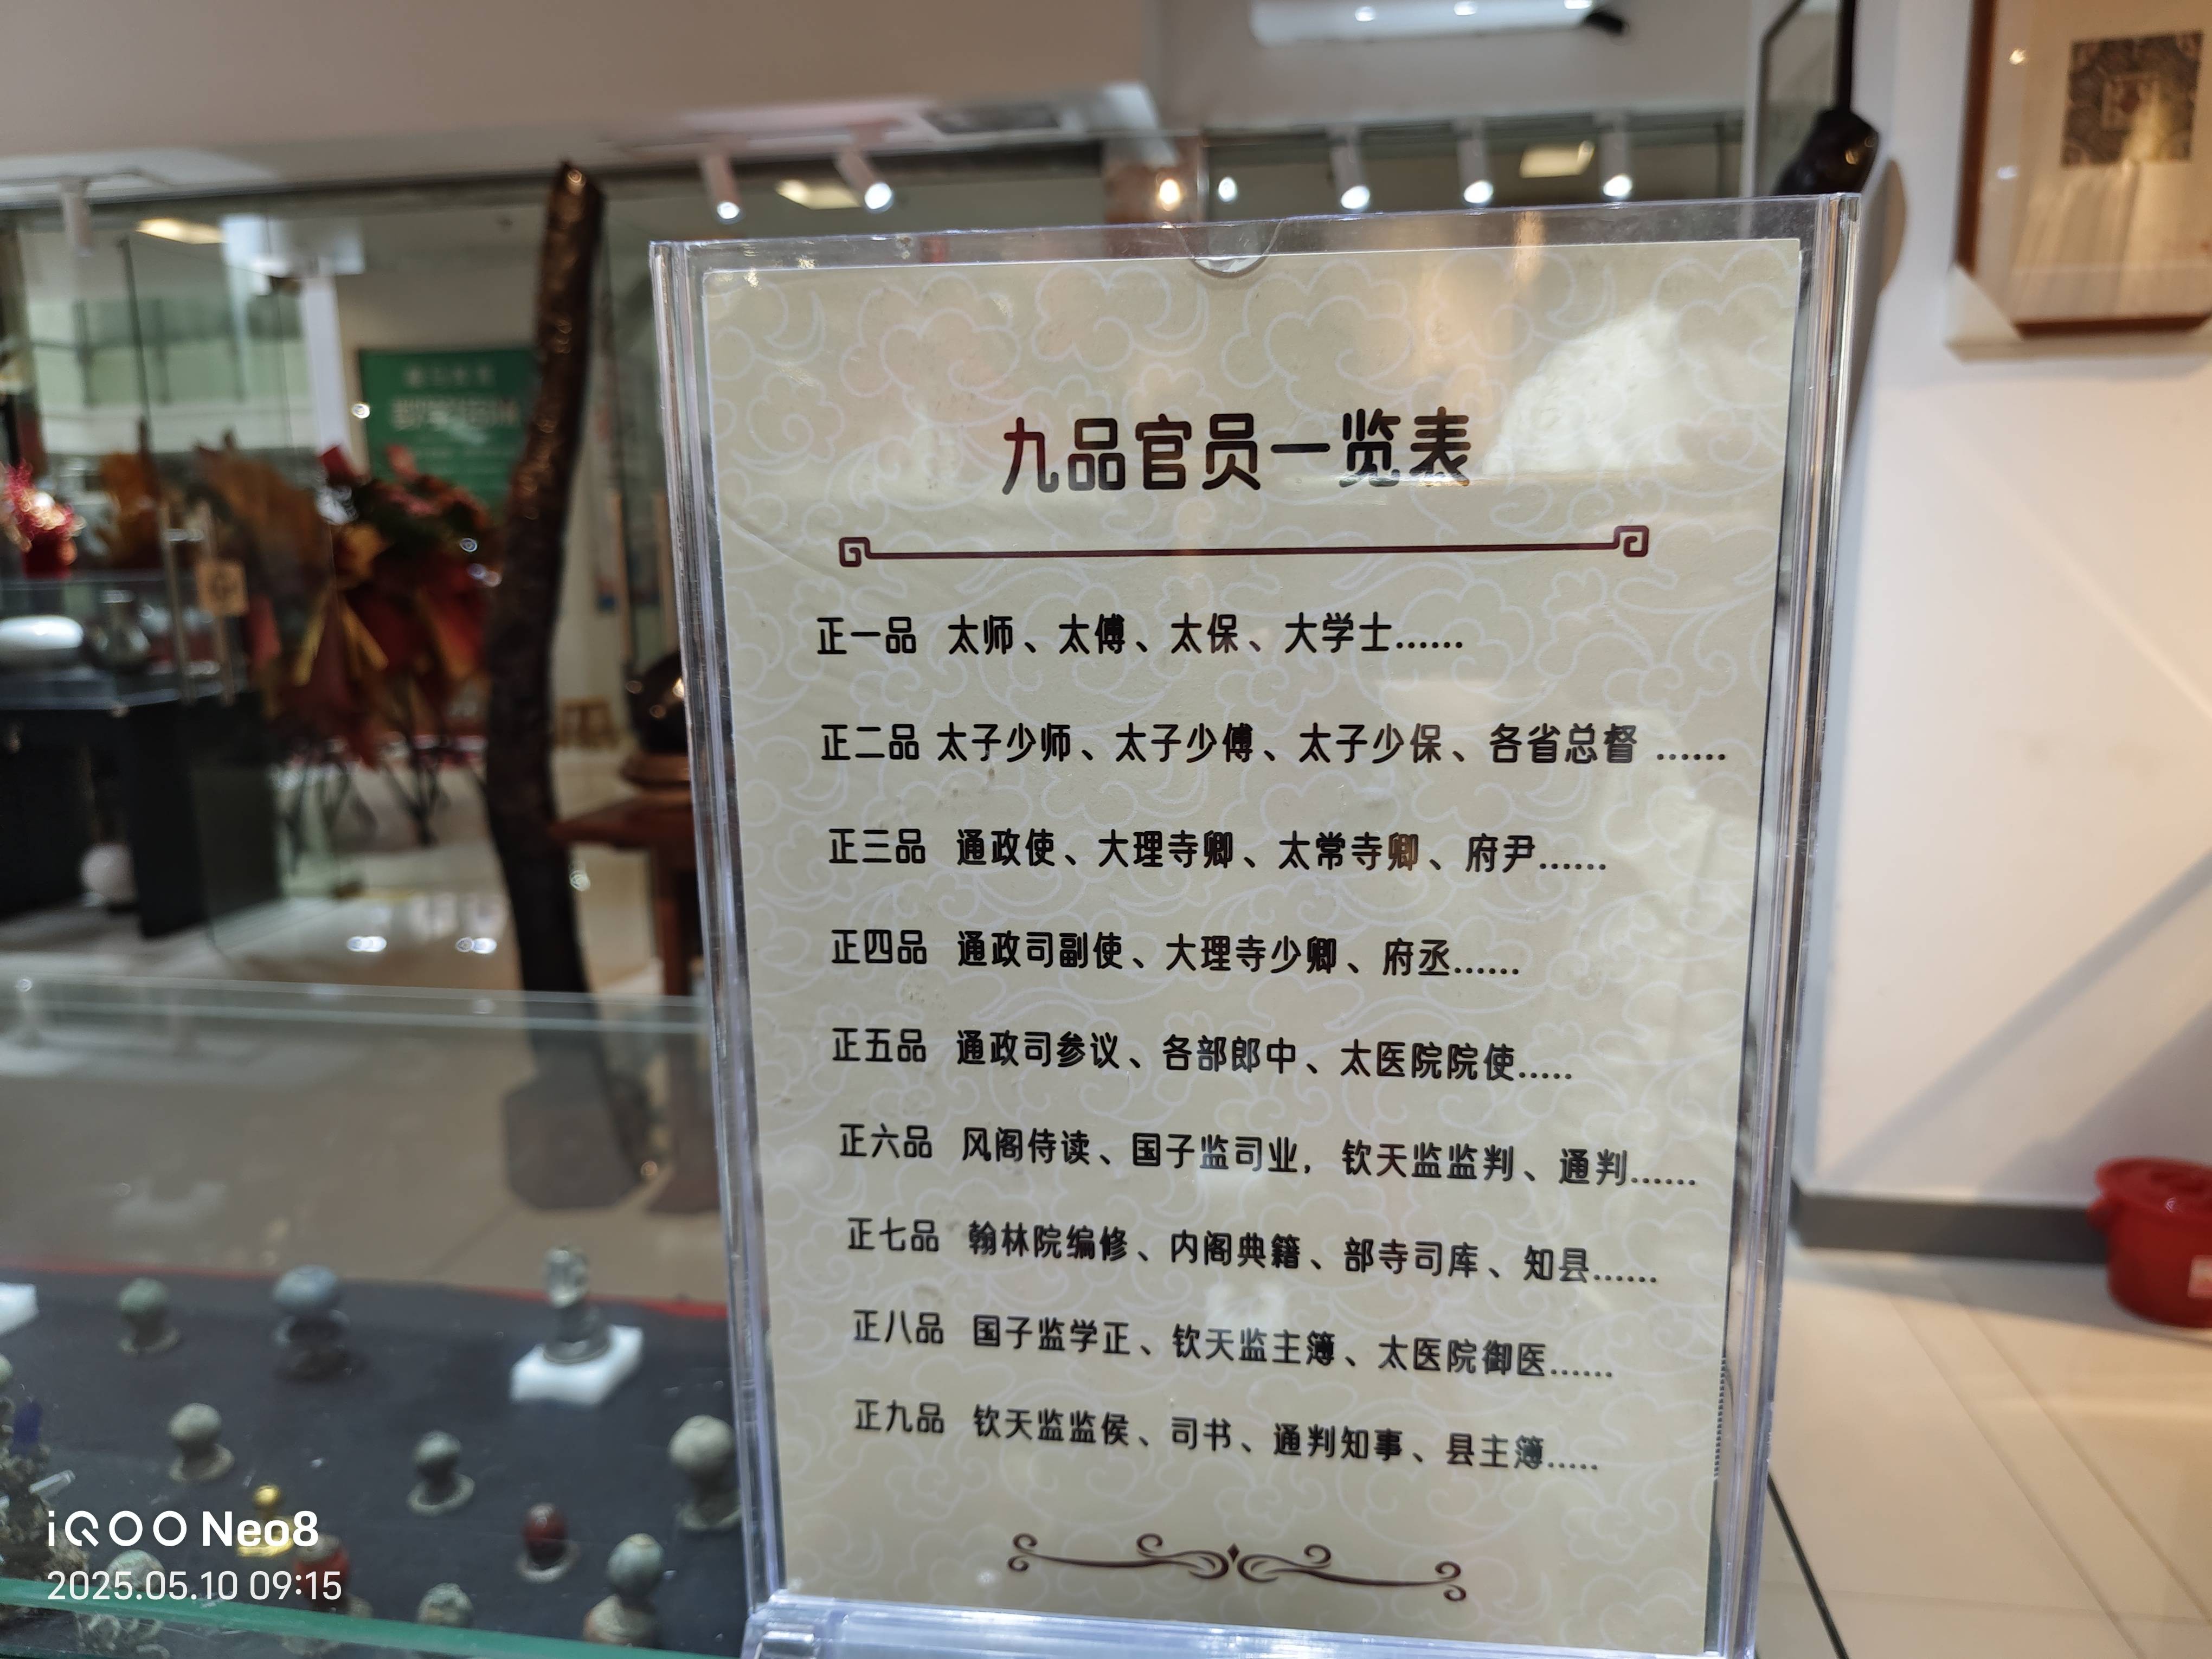 九品官员一览表
正一品 太师、太傅、太保、大学士......
正二品 太子少师、太子少傅、太子少保、各省总督 ......
正三品 通政使、大理寺卿、太常寺卿、府尹......
正四品 通政司副使、大理寺少卿、府丞......
正五品 通政司参议、各部郎中、太医院院使.....
正六品 风阁侍读、国子监司业，钦天监监判、通判......
正七品 翰林院编修、内阁典籍、部寺司库、知县......
正八品 国子监学正、钦天监主簿、太医院御医......
正九品 钦天监监侯、司书、通判知事、县主簿.....
iQOO Neo8
2025.05.10 09:15